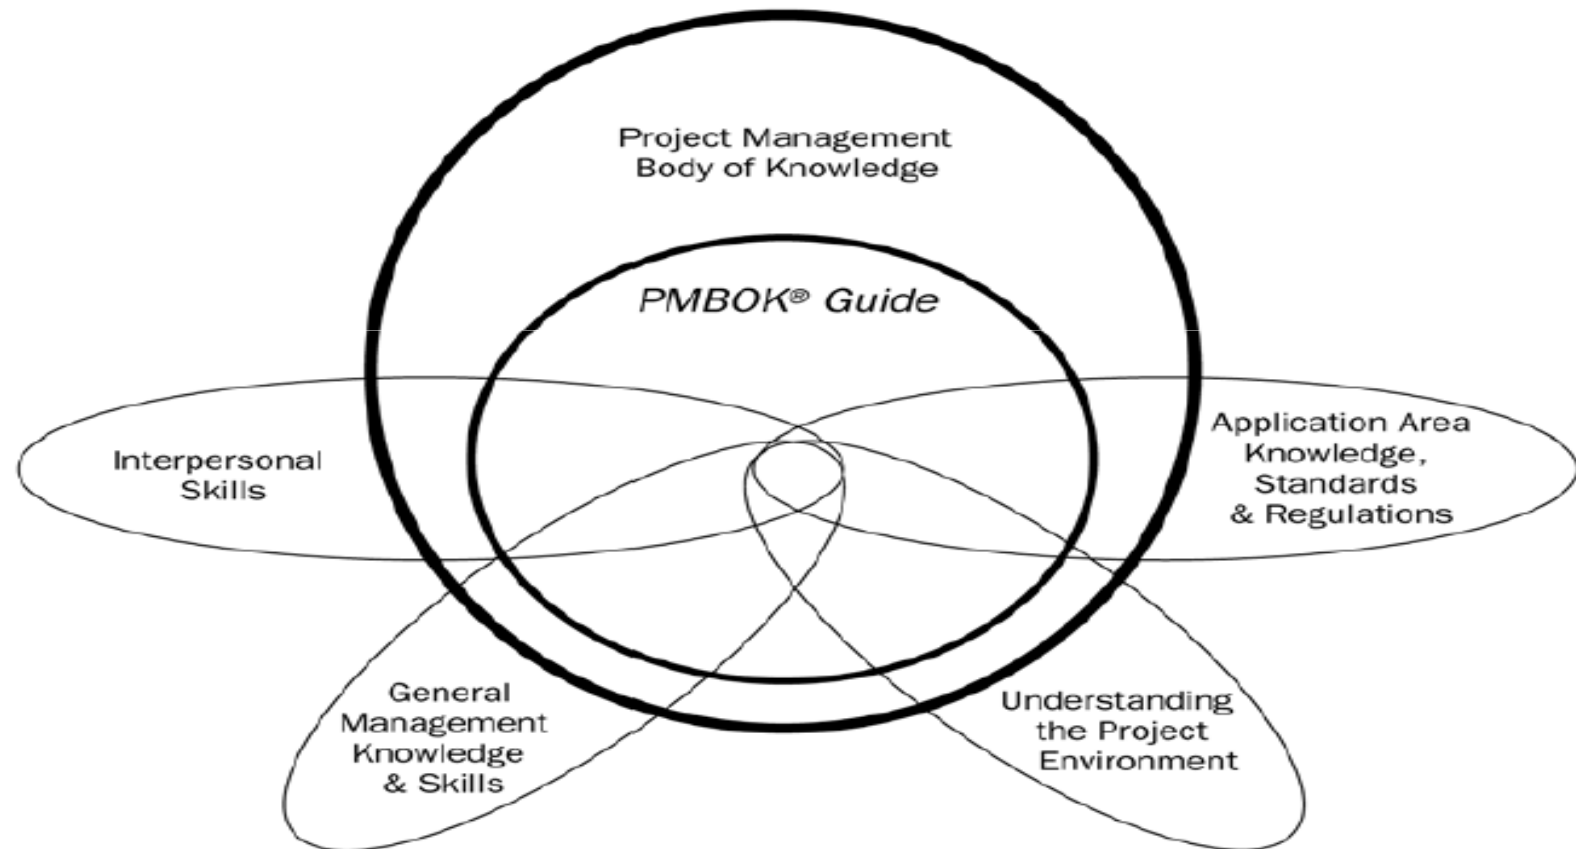 Project Management
Body of Knowledge
PMBOK® Guide
Interpersonal
Skills
Application Area
Knowledge,
Standards
& Regulations
General
Management
Knowledge
& Skills
Understanding
the Project
Environment